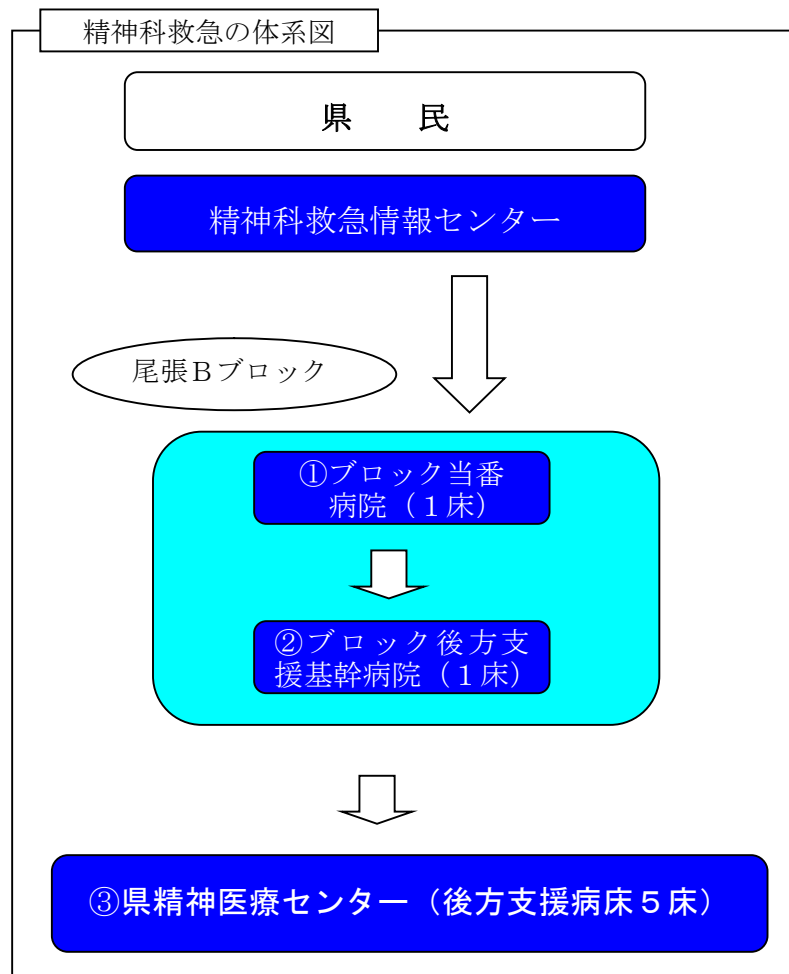 精神科救急の体系図
県　　民
精神科救急情報センター
尾張Ｂブロック
①ブロック当番
病院（１床）
②ブロック後方支
援基幹病院（１床）
③県精神医療センター（後方支援病床５床）